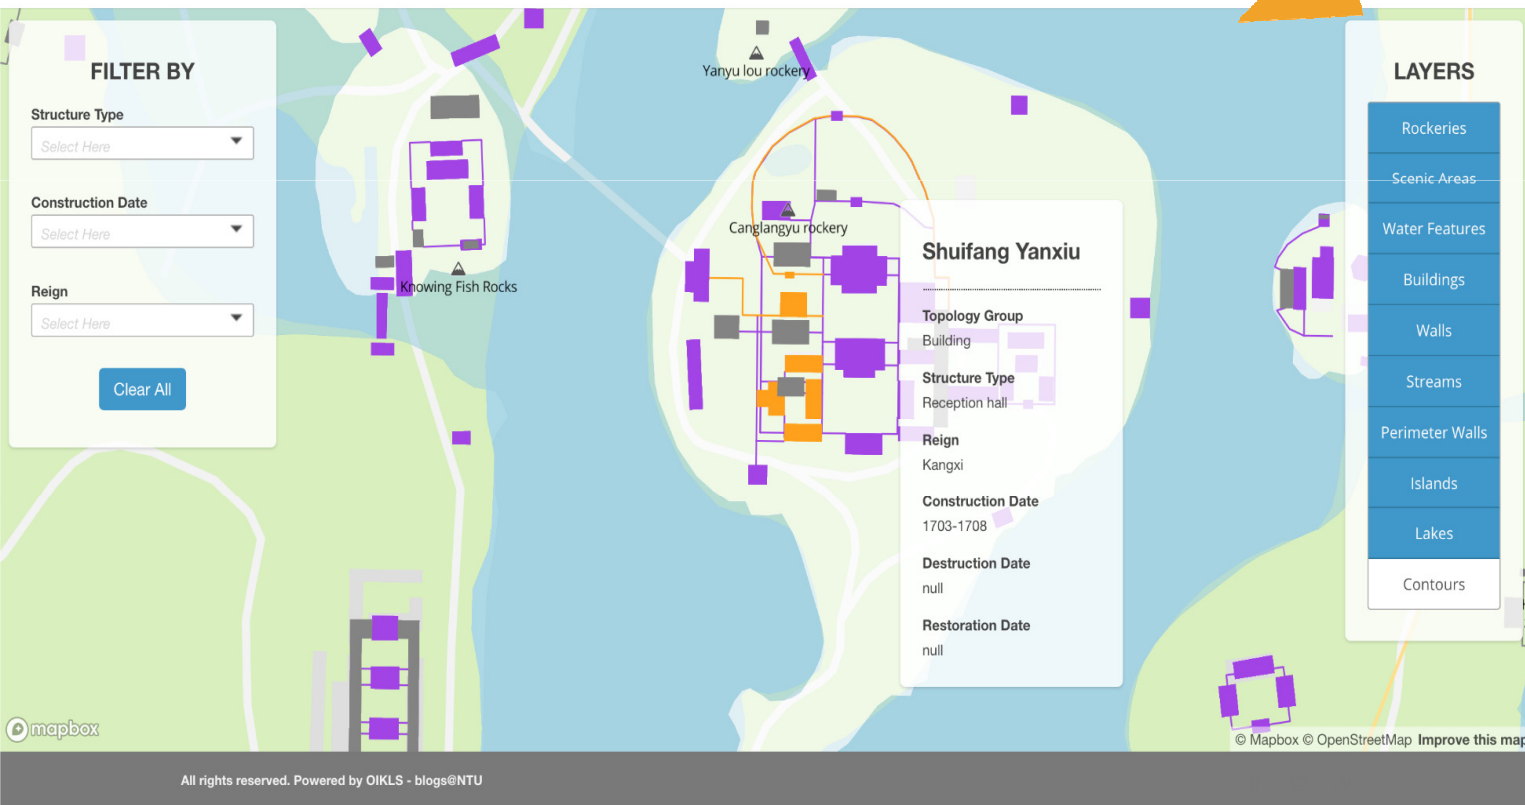 FILTER BY
Structure Type
Select Here
Construction Date
Select Here
Reign
Select Here
Clear All
Yanyu lou rockery
Canglangyu rockery
Knowing Fish Rocks
Shuifang Yanxiu
Topology Group
Building
Structure Type
Reception hall
Reign
Kangxi
Construction Date
1703-1708
Destruction Date
null
Restoration Date
null
LAYERS
Rockeries
Scenic Areas
Water Features
Buildings
Walls
Streams
Perimeter Walls
Islands
Lakes
Contours
mapbox
© Mapbox © OpenStreetMap Improve this map
All rights reserved. Powered by OIKLS - blogs@NTU